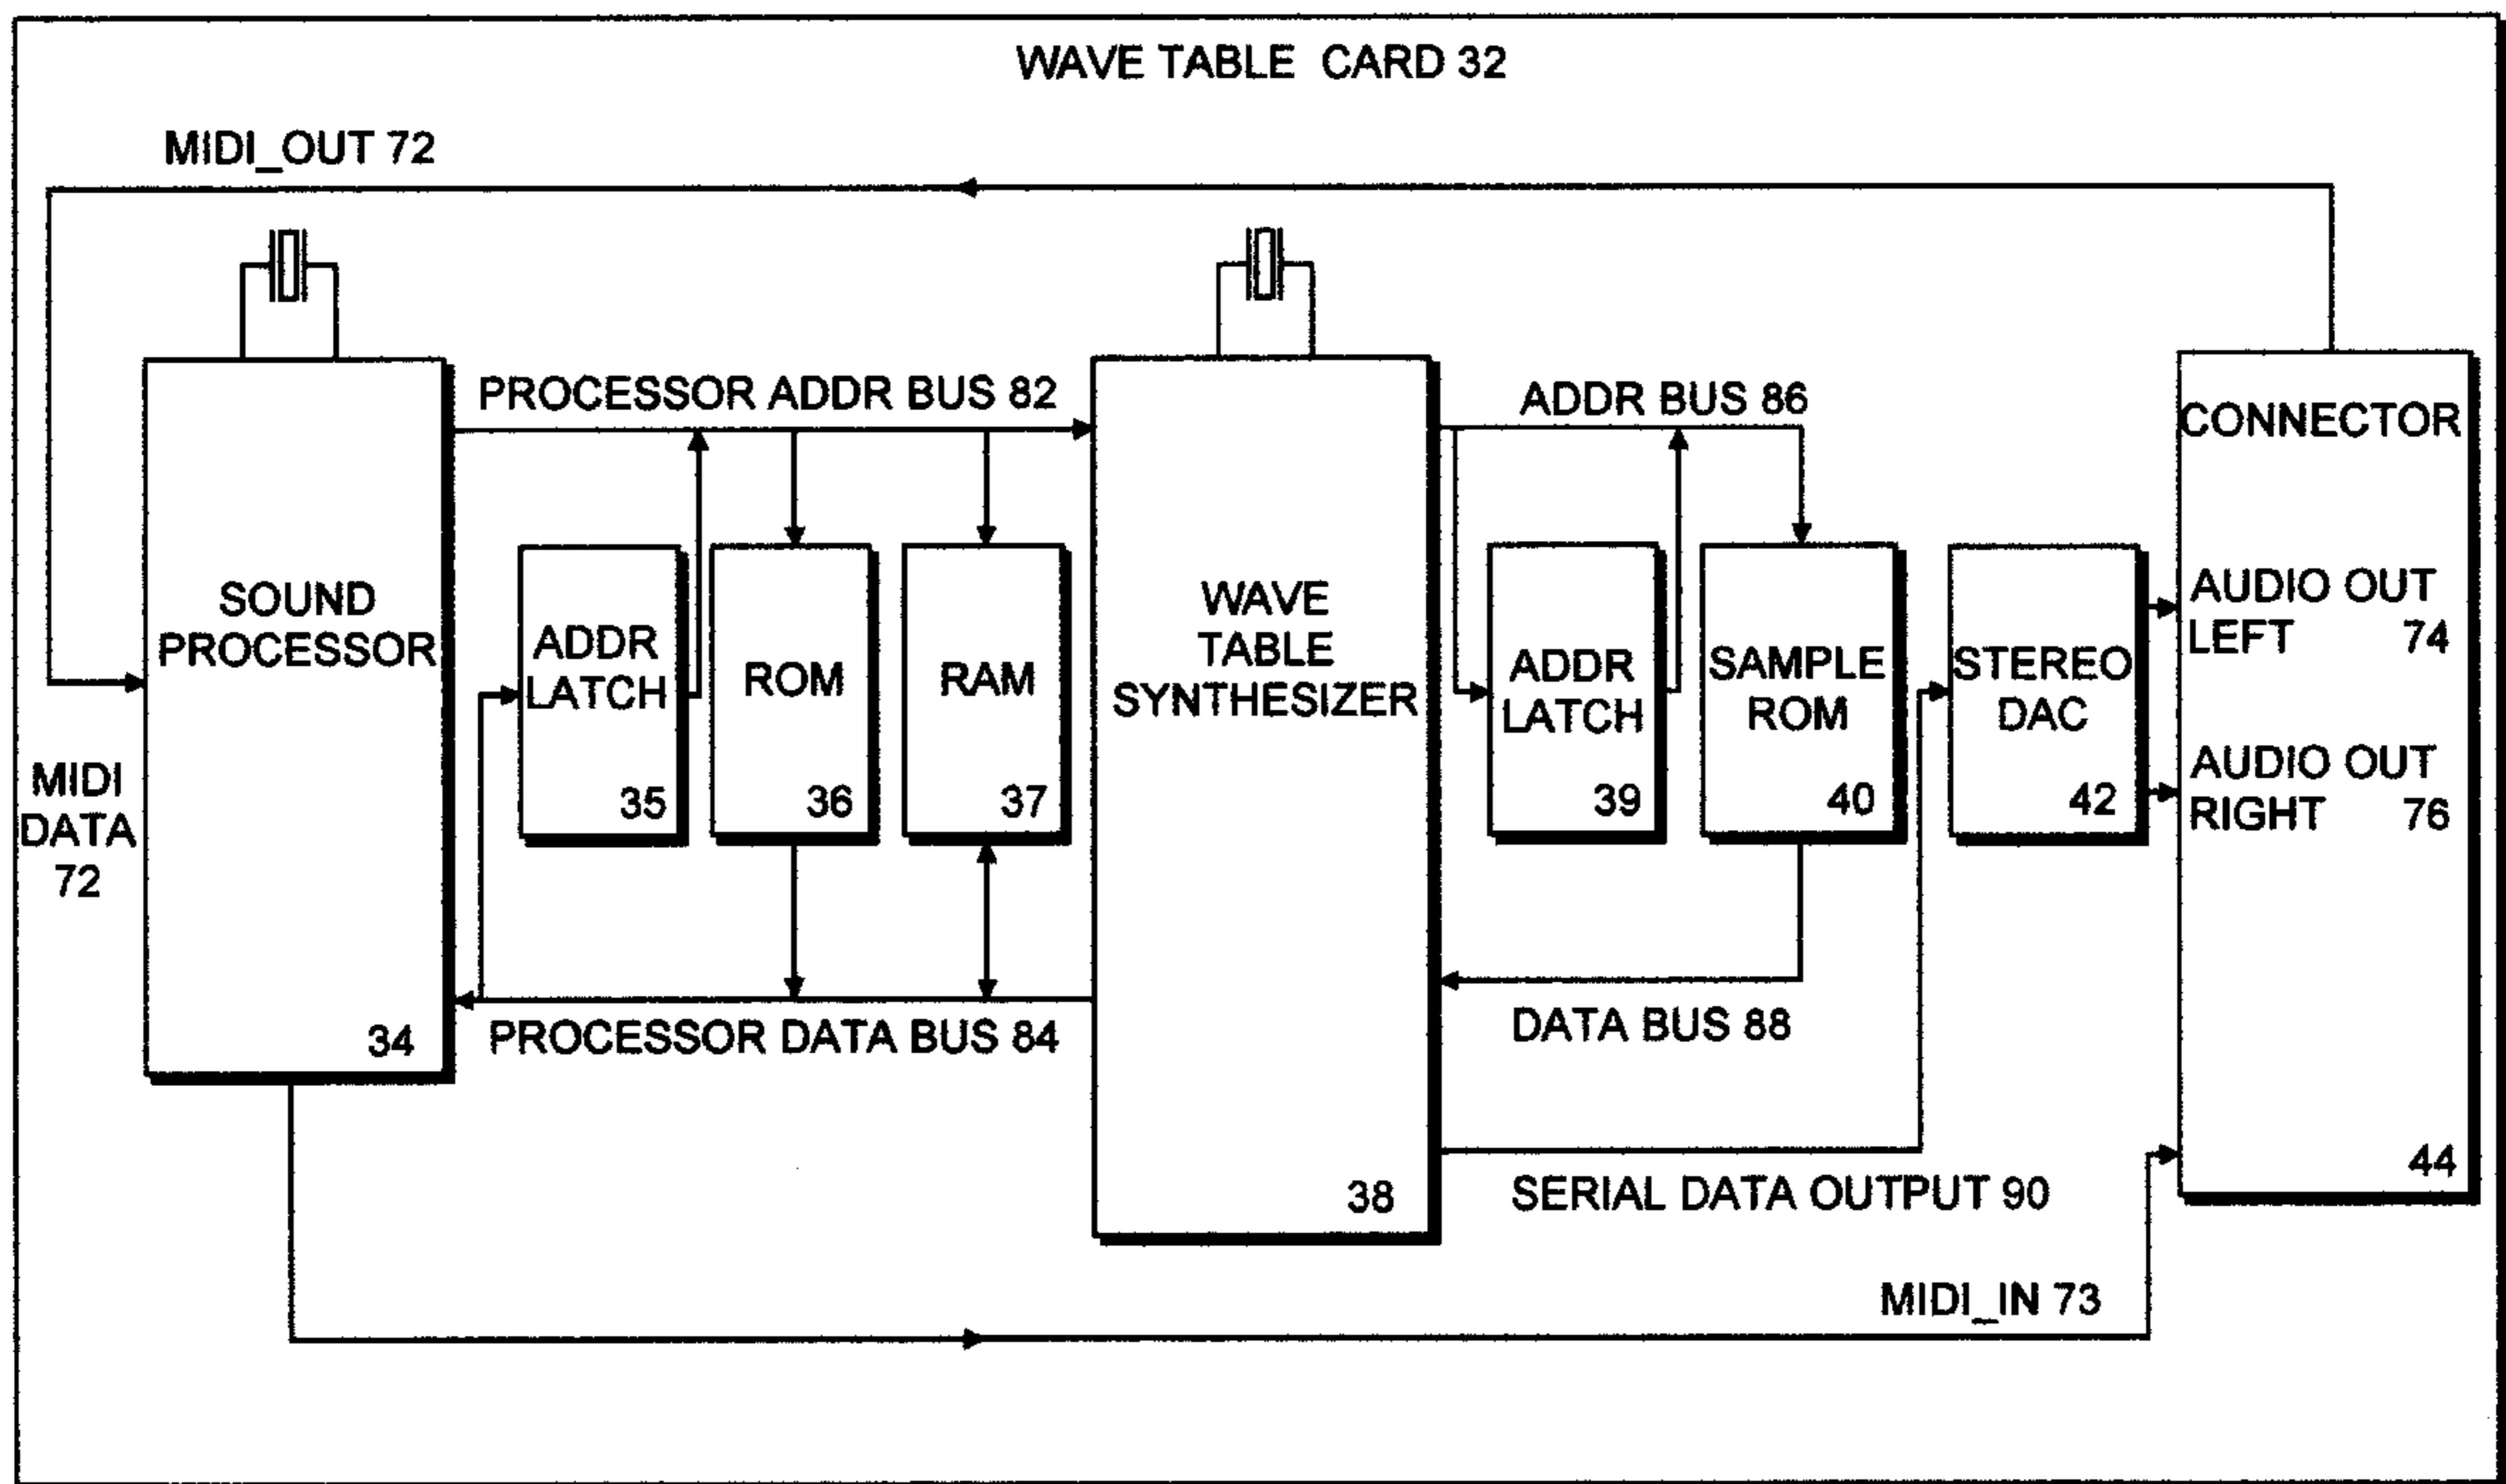 WAVE TABLE CARD 32
MIDI_OUT 72
PROCESSOR ADDR BUS 82
ADDR BUS 86
CONNECTOR
SOUND
PROCESSOR
34
MIDI
DATA
72
ADDR
LATCH
35
ROM
36
RAM
37
WAVE
TABLE
SYNTHESIZER
38
ADDR
LATCH
39
SAMPLE
ROM
40
STEREO
DAC
42
AUDIO OUT
LEFT 74
AUDIO OUT
RIGHT 76
44
PROCESSOR DATA BUS 84
DATA BUS 88
SERIAL DATA OUTPUT 90
MIDI_IN 73